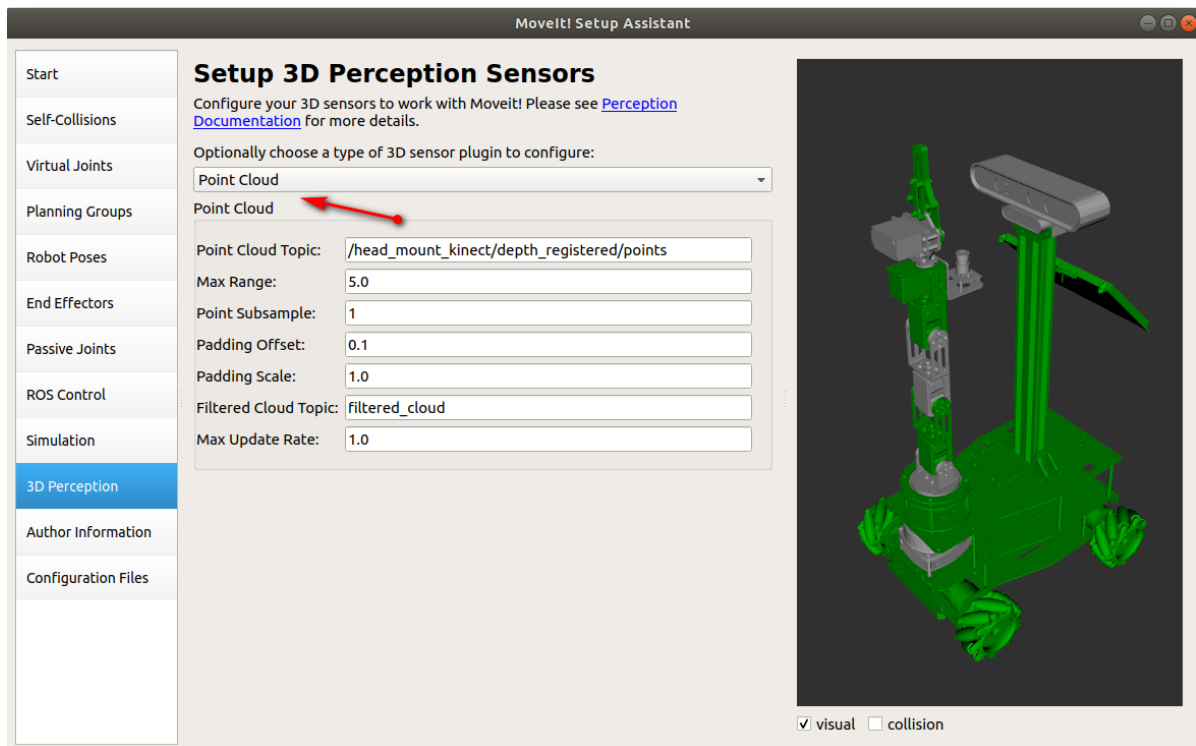 MoveIt! Setup Assistant
Start
Self-Collisions
Virtual Joints
Planning Groups
Robot Poses
End Effectors
Passive Joints
ROS Control
Simulation
3D Perception
Author Information
Configuration Files
Setup 3D Perception Sensors
Configure your 3D sensors to work with Moveit! Please see Perception
Documentation for more details.
Optionally choose a type of 3D sensor plugin to configure:
Point Cloud
Point Cloud
Point Cloud Topic: /head_mount_kinect/depth_registered/points
Max Range: 5.0
Point Subsample: 1
Padding Offset: 0.1
Padding Scale: 1.0
Filtered Cloud Topic: filtered_cloud
Max Update Rate: 1.0
visual collision